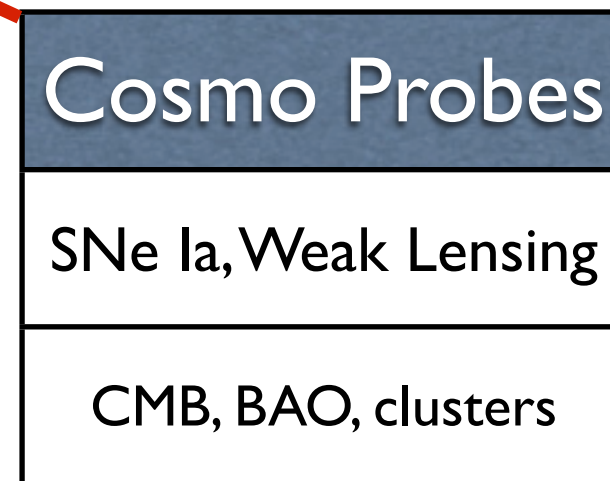 Cosmo Probes
SNe Ia, Weak Lensing
CMB, BAO, clusters